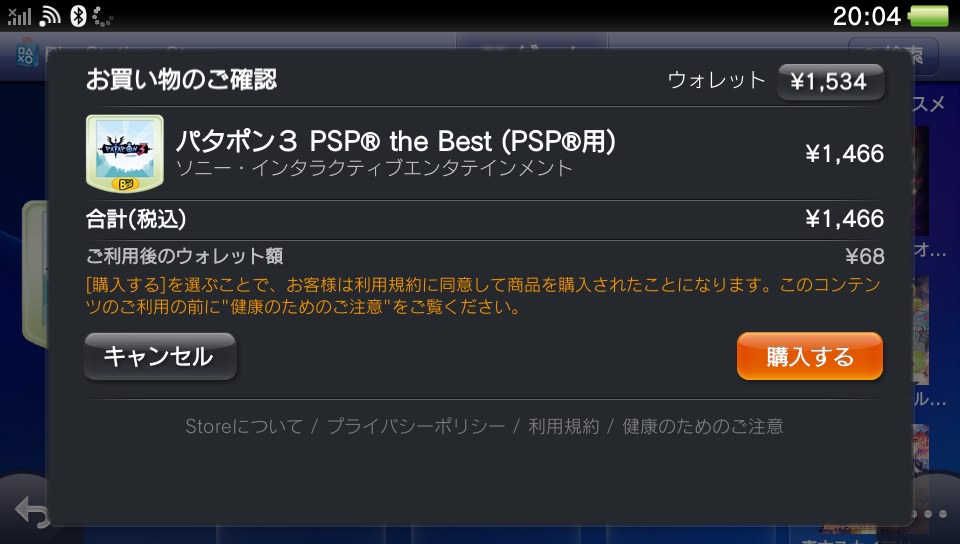 20:04
検索
お買い物のご確認
ウォレット ¥1,534
スメ
PATAPON 3
パタポン3 PSP® the Best (PSP®用)
¥1,466
ソニー・インタラクティブエンタテインメント
合計(税込) ¥1,466
ご利用後のウォレット額 ¥68
オ...
[購入する]を選ぶことで、お客様は利用規約に同意して商品を購入されたことになります。このコンテン
ツのご利用の前に"健康のためのご注意"をご覧ください。
キャンセル 購入する
ル...
Storeについて / プライバシーポリシー / 利用規約 / 健康のためのご注意